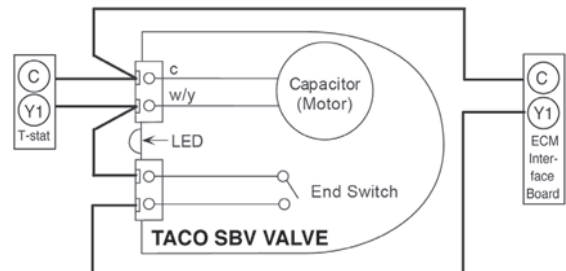 C
Y1
T-stat
c
w/y
Capacitor
(Motor)
LED
End Switch
TACO SBV VALVE
C
Y1
ECM
Inter-
face
Board